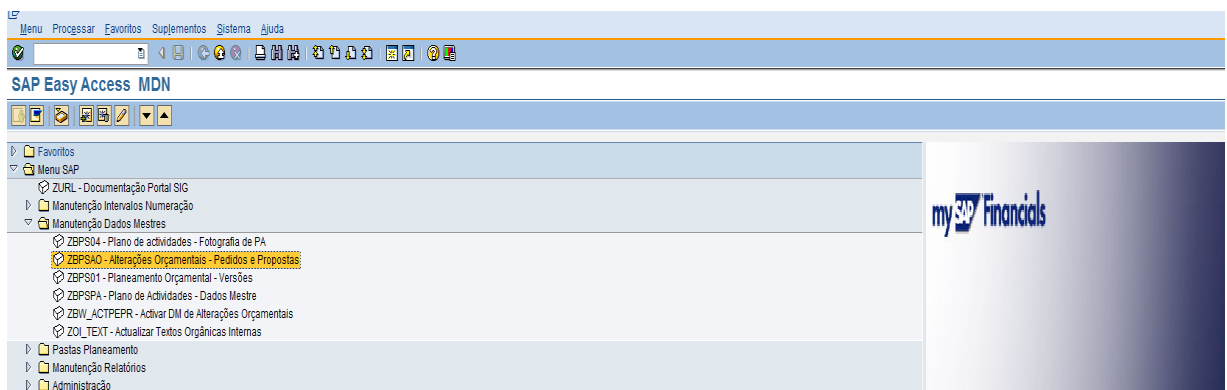 Menu Processar Favoritos Suplementos Sistema Ajuda
SAP Easy Access MDN
Favoritos
Menu SAP
ZURL - Documentação Portal SIG
Manutenção Intervalos Numeração
Manutenção Dados Mestres
ZBPS04 - Plano de actividades - Fotografia de PA
ZBPSAO - Alterações Orçamentais - Pedidos e Propostas
ZBPS01 - Planeamento Orçamental - Versões
ZBPSPA - Plano de Actividades - Dados Mestre
ZBW_ACTPEPR - Activar DM de Alterações Orçamentais
ZOI_TEXT - Actualizar Textos Orgânicas Internas
Pastas Planeamento
Manutenção Relatórios
Administração
mySAP Financials